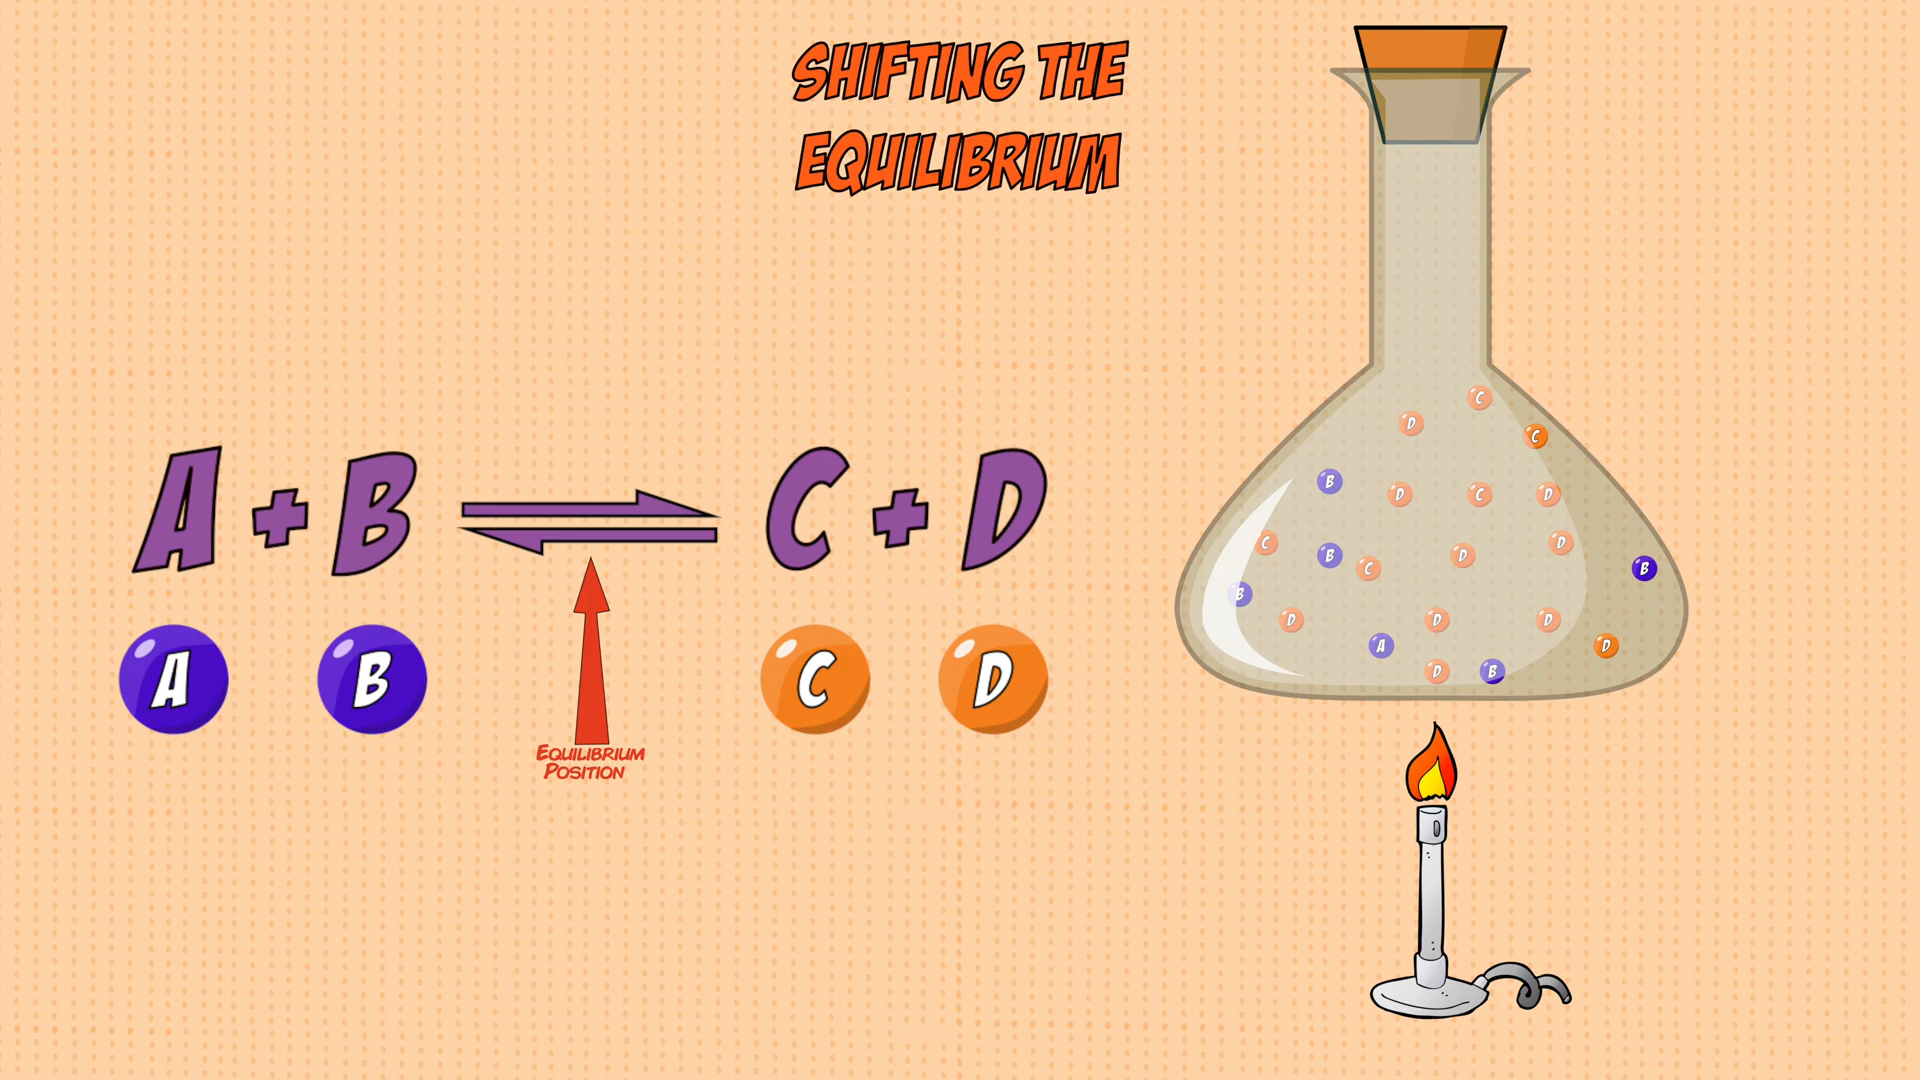 SHIFTING THE
EQUILIBRIUM
A + B ⇌ C + D
A B C D
EQUILIBRIUM
POSITION
C
D
C
B
D
C
D
C
B
C
D
D
B
B
D
D
D
A
D
D
B